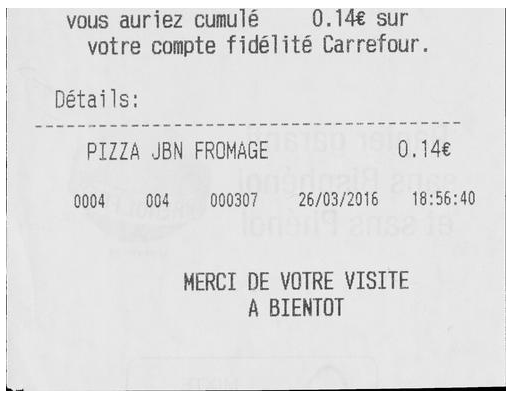 vous auriez cumulé 0.14€ sur
votre compte fidélité Carrefour.
Détails:
--------------------------------------------------
PIZZA JBN FROMAGE 0.14€
0004 004 000307 26/03/2016 18:56:40
MERCI DE VOTRE VISITE
A BIENTOT